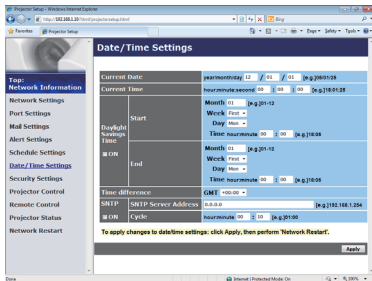 Projector Setup - Windows Internet Explorer
http://192.168.1.10/html/projectorsetup.html
Bing
Favorites Projector Setup
Page Safety Tools
Date/Time Settings
Top:
Network Information
Network Settings
Port Settings
Mail Settings
Alert Settings
Schedule Settings
Date/Time Settings
Security Settings
Projector Control
Remote Control
Projector Status
Network Restart
Current Date year/month/day 12 / 01 / 01 [e.g.]06/01/25
Current Time hour:minute:second 00 : 00 : 00 [e.g.]18:01:25
Daylight Savings Time
ON
Start
Month 01 [e.g.]01-12
Week First
Day Mon
Time hour:minute 00 : 00 [e.g.]18:05
End
Month 01 [e.g.]01-12
Week First
Day Mon
Time hour:minute 00 : 00 [e.g.]18:05
Time difference GMT +00:00
SNTP
ON
SNTP Server Address 0.0.0.0 [e.g.]192.168.1.254
Cycle hour:minute 00 : 10 [e.g.]01:00
To apply changes to date/time settings: click Apply, then perform 'Network Restart'.
Apply
Done
Internet | Protected Mode: On
100%